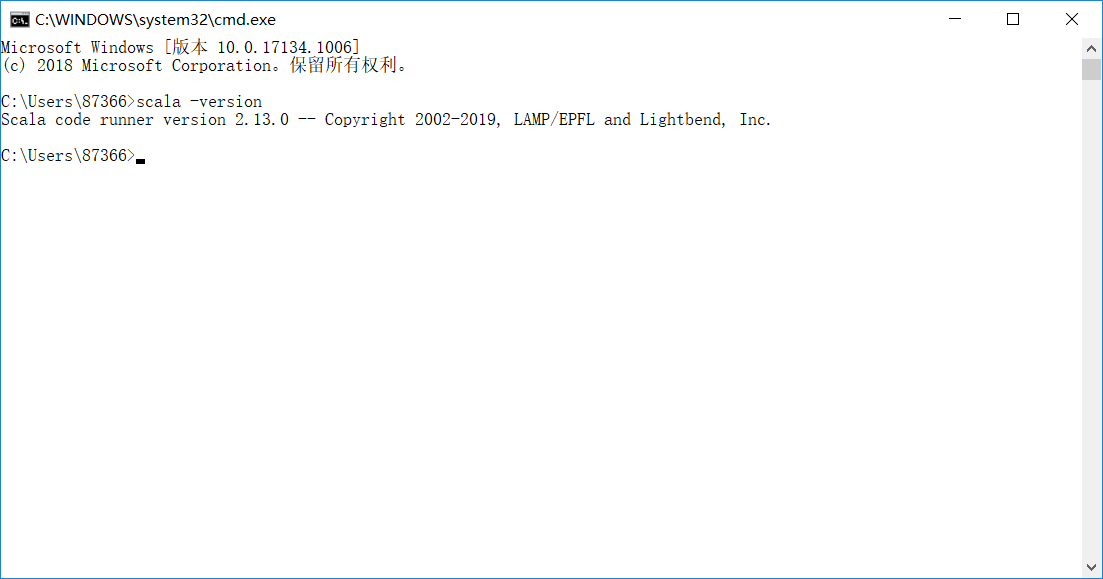 C:\WINDOWS\system32\cmd.exe
Microsoft Windows [版本 10.0.17134.1006]
(c) 2018 Microsoft Corporation。保留所有权利。
C:\Users\87366>scala -version
Scala code runner version 2.13.0 -- Copyright 2002-2019, LAMP/EPFL and Lightbend, Inc.
C:\Users\87366>